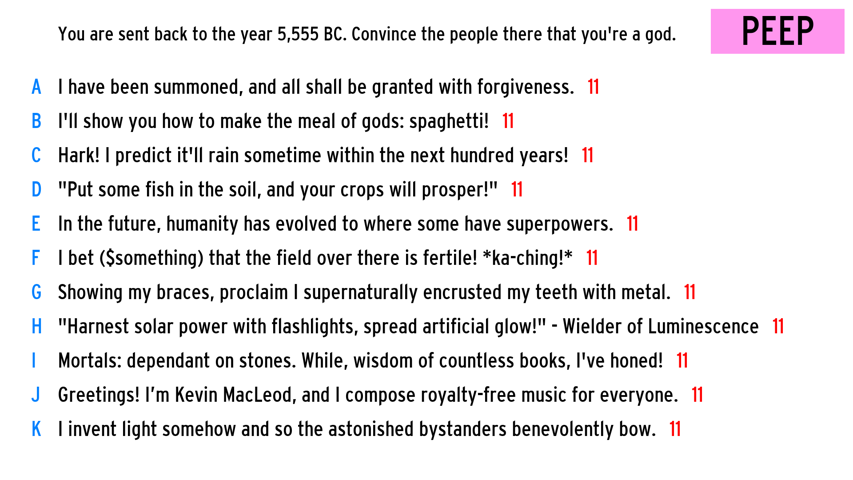 You are sent back to the year 5,555 BC. Convince the people there that you're a god.
PEEP
A I have been summoned, and all shall be granted with forgiveness. 11
B I'll show you how to make the meal of gods: spaghetti! 11
C Hark! I predict it'll rain sometime within the next hundred years! 11
D "Put some fish in the soil, and your crops will prosper!" 11
E In the future, humanity has evolved to where some have superpowers. 11
F I bet ($something) that the field over there is fertile! *ka-ching!* 11
G Showing my braces, proclaim I supernaturally encrusted my teeth with metal. 11
H "Harnest solar power with flashlights, spread artificial glow!" - Wielder of Luminescence 11
I Mortals: dependant on stones. While, wisdom of countless books, I've honed! 11
J Greetings! I’m Kevin MacLeod, and I compose royalty-free music for everyone. 11
K I invent light somehow and so the astonished bystanders benevolently bow. 11